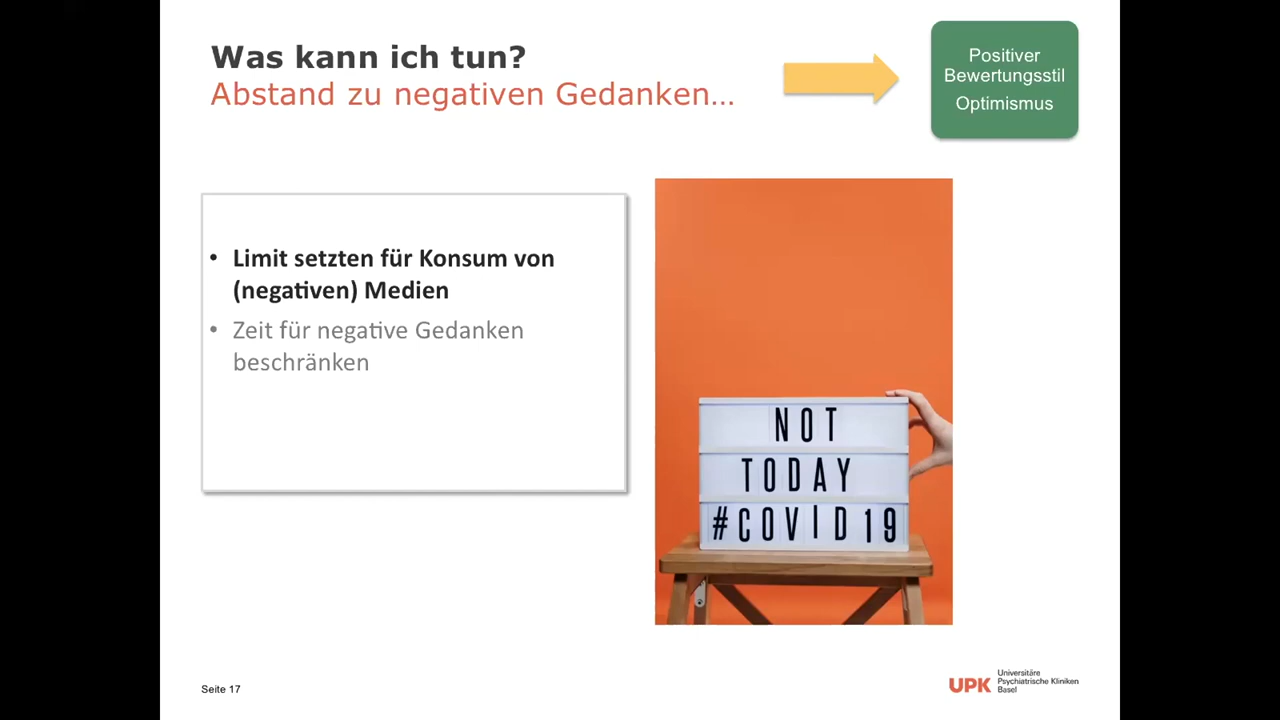 Was kann ich tun?
Abstand zu negativen Gedanken...
Positiver
Bewertungsstil
Optimismus
• Limit setzten für Konsum von
(negativen) Medien
• Zeit für negative Gedanken
beschränken
NOT
TODAY
#COVID19
Seite 17
UPK
Universitäre
Psychiatrische Kliniken
Basel